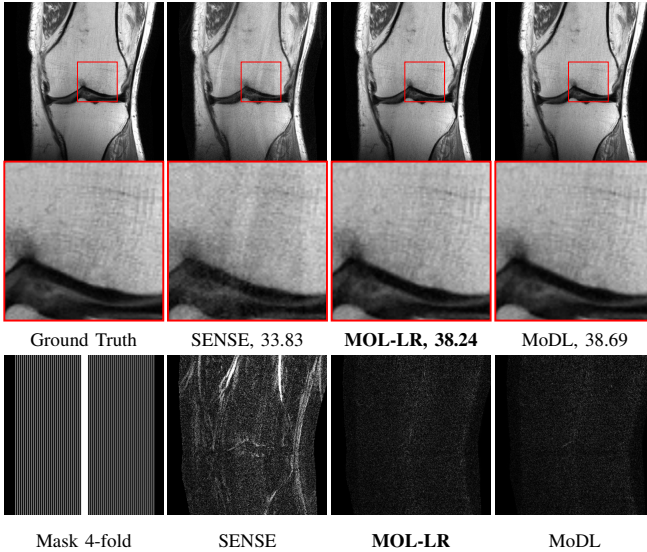 Ground Truth SENSE, 33.83 MOL-LR, 38.24 MoDL, 38.69
Mask 4-fold SENSE MOL-LR MoDL